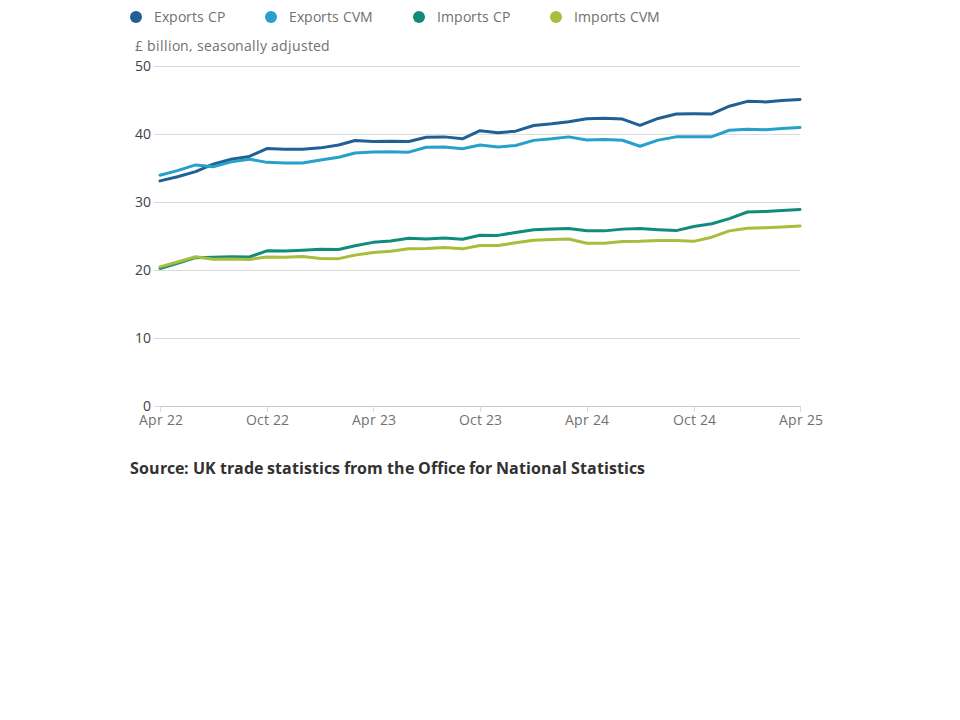 Exports CP Exports CVM Imports CP Imports CVM
£ billion, seasonally adjusted
50
40
30
20
10
0
Apr 22 Oct 22 Apr 23 Oct 23 Apr 24 Oct 24 Apr 25
Source: UK trade statistics from the Office for National Statistics